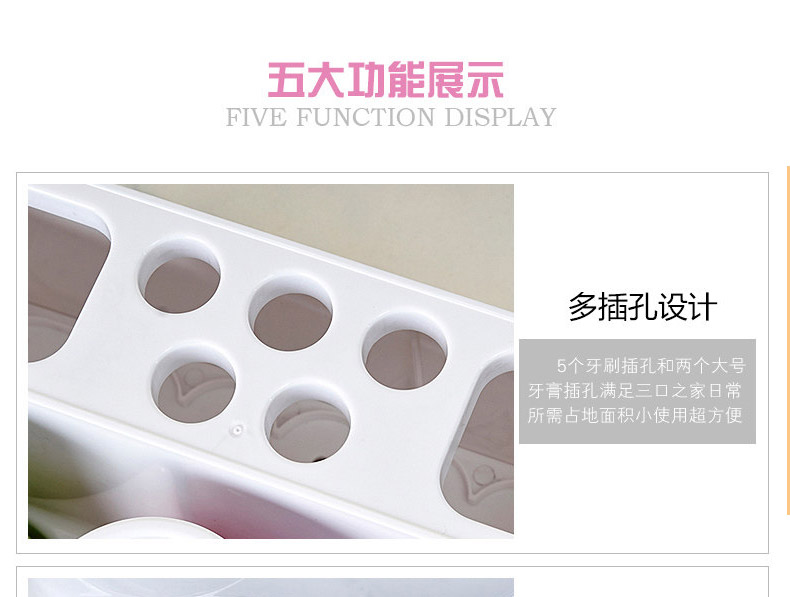 五大功能展示
FIVE FUNCTION DISPLAY
多插孔设计
5个牙刷插孔和两个大号
牙膏插孔满足三口之家日常
所需占地面积小使用超方便